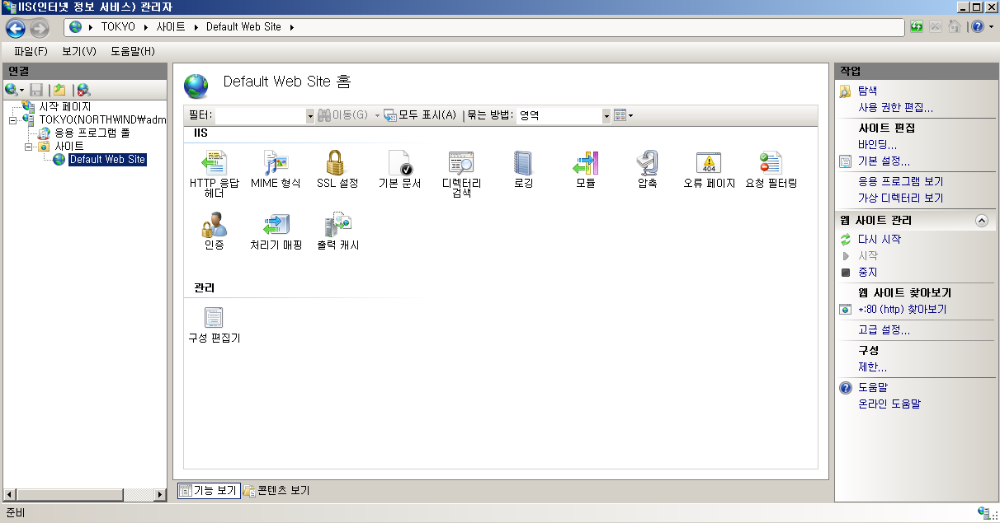 IIS(인터넷 정보 서비스) 관리자
TOKYO
사이트
Default Web Site
파일(F)
보기(V)
도움말(H)
연결
시작 페이지
TOKYO(NORTHWIND\adm
응용 프로그램 풀
사이트
Default Web Site
Default Web Site 홈
필터:
이동(G)
모두 표시(A)
묶는 방법:
영역
IIS
HTTP 응답
헤더
MIME 형식
SSL 설정
기본 문서
디렉터리
검색
로깅
모듈
압축
404
오류 페이지
요청 필터링
인증
처리기 매핑
출력 캐시
관리
구성 편집기
기능 보기
콘텐츠 보기
작업
탐색
사용 권한 편집...
사이트 편집
바인딩...
기본 설정...
응용 프로그램 보기
가상 디렉터리 보기
웹 사이트 관리
다시 시작
시작
중지
웹 사이트 찾아보기
*:80 (http) 찾아보기
고급 설정...
구성
제한...
도움말
온라인 도움말
준비